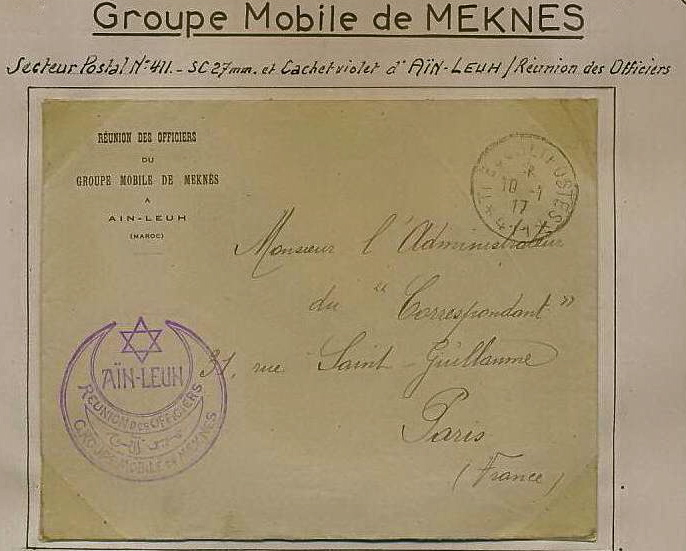 Groupe Mobile de MEKNES
Secteur Postal N° 411. - SC 27mm. et Cachet violet d' AÏN-LEUH / Réunion des Officiers
RÉUNION DES OFFICIERS
DU
GROUPE MOBILE DE MEKNÈS
A
AIN-LEUH
(MAROC)
POSTES
10 -1
17
Monsieur l'Administrateur
du "Correspondant"
31, rue Saint-Guillaume
Paris
(France)
AÏN-LEUH
RÉUNION DES OFFICIERS
GROUPE MOBILE DE MEKNES